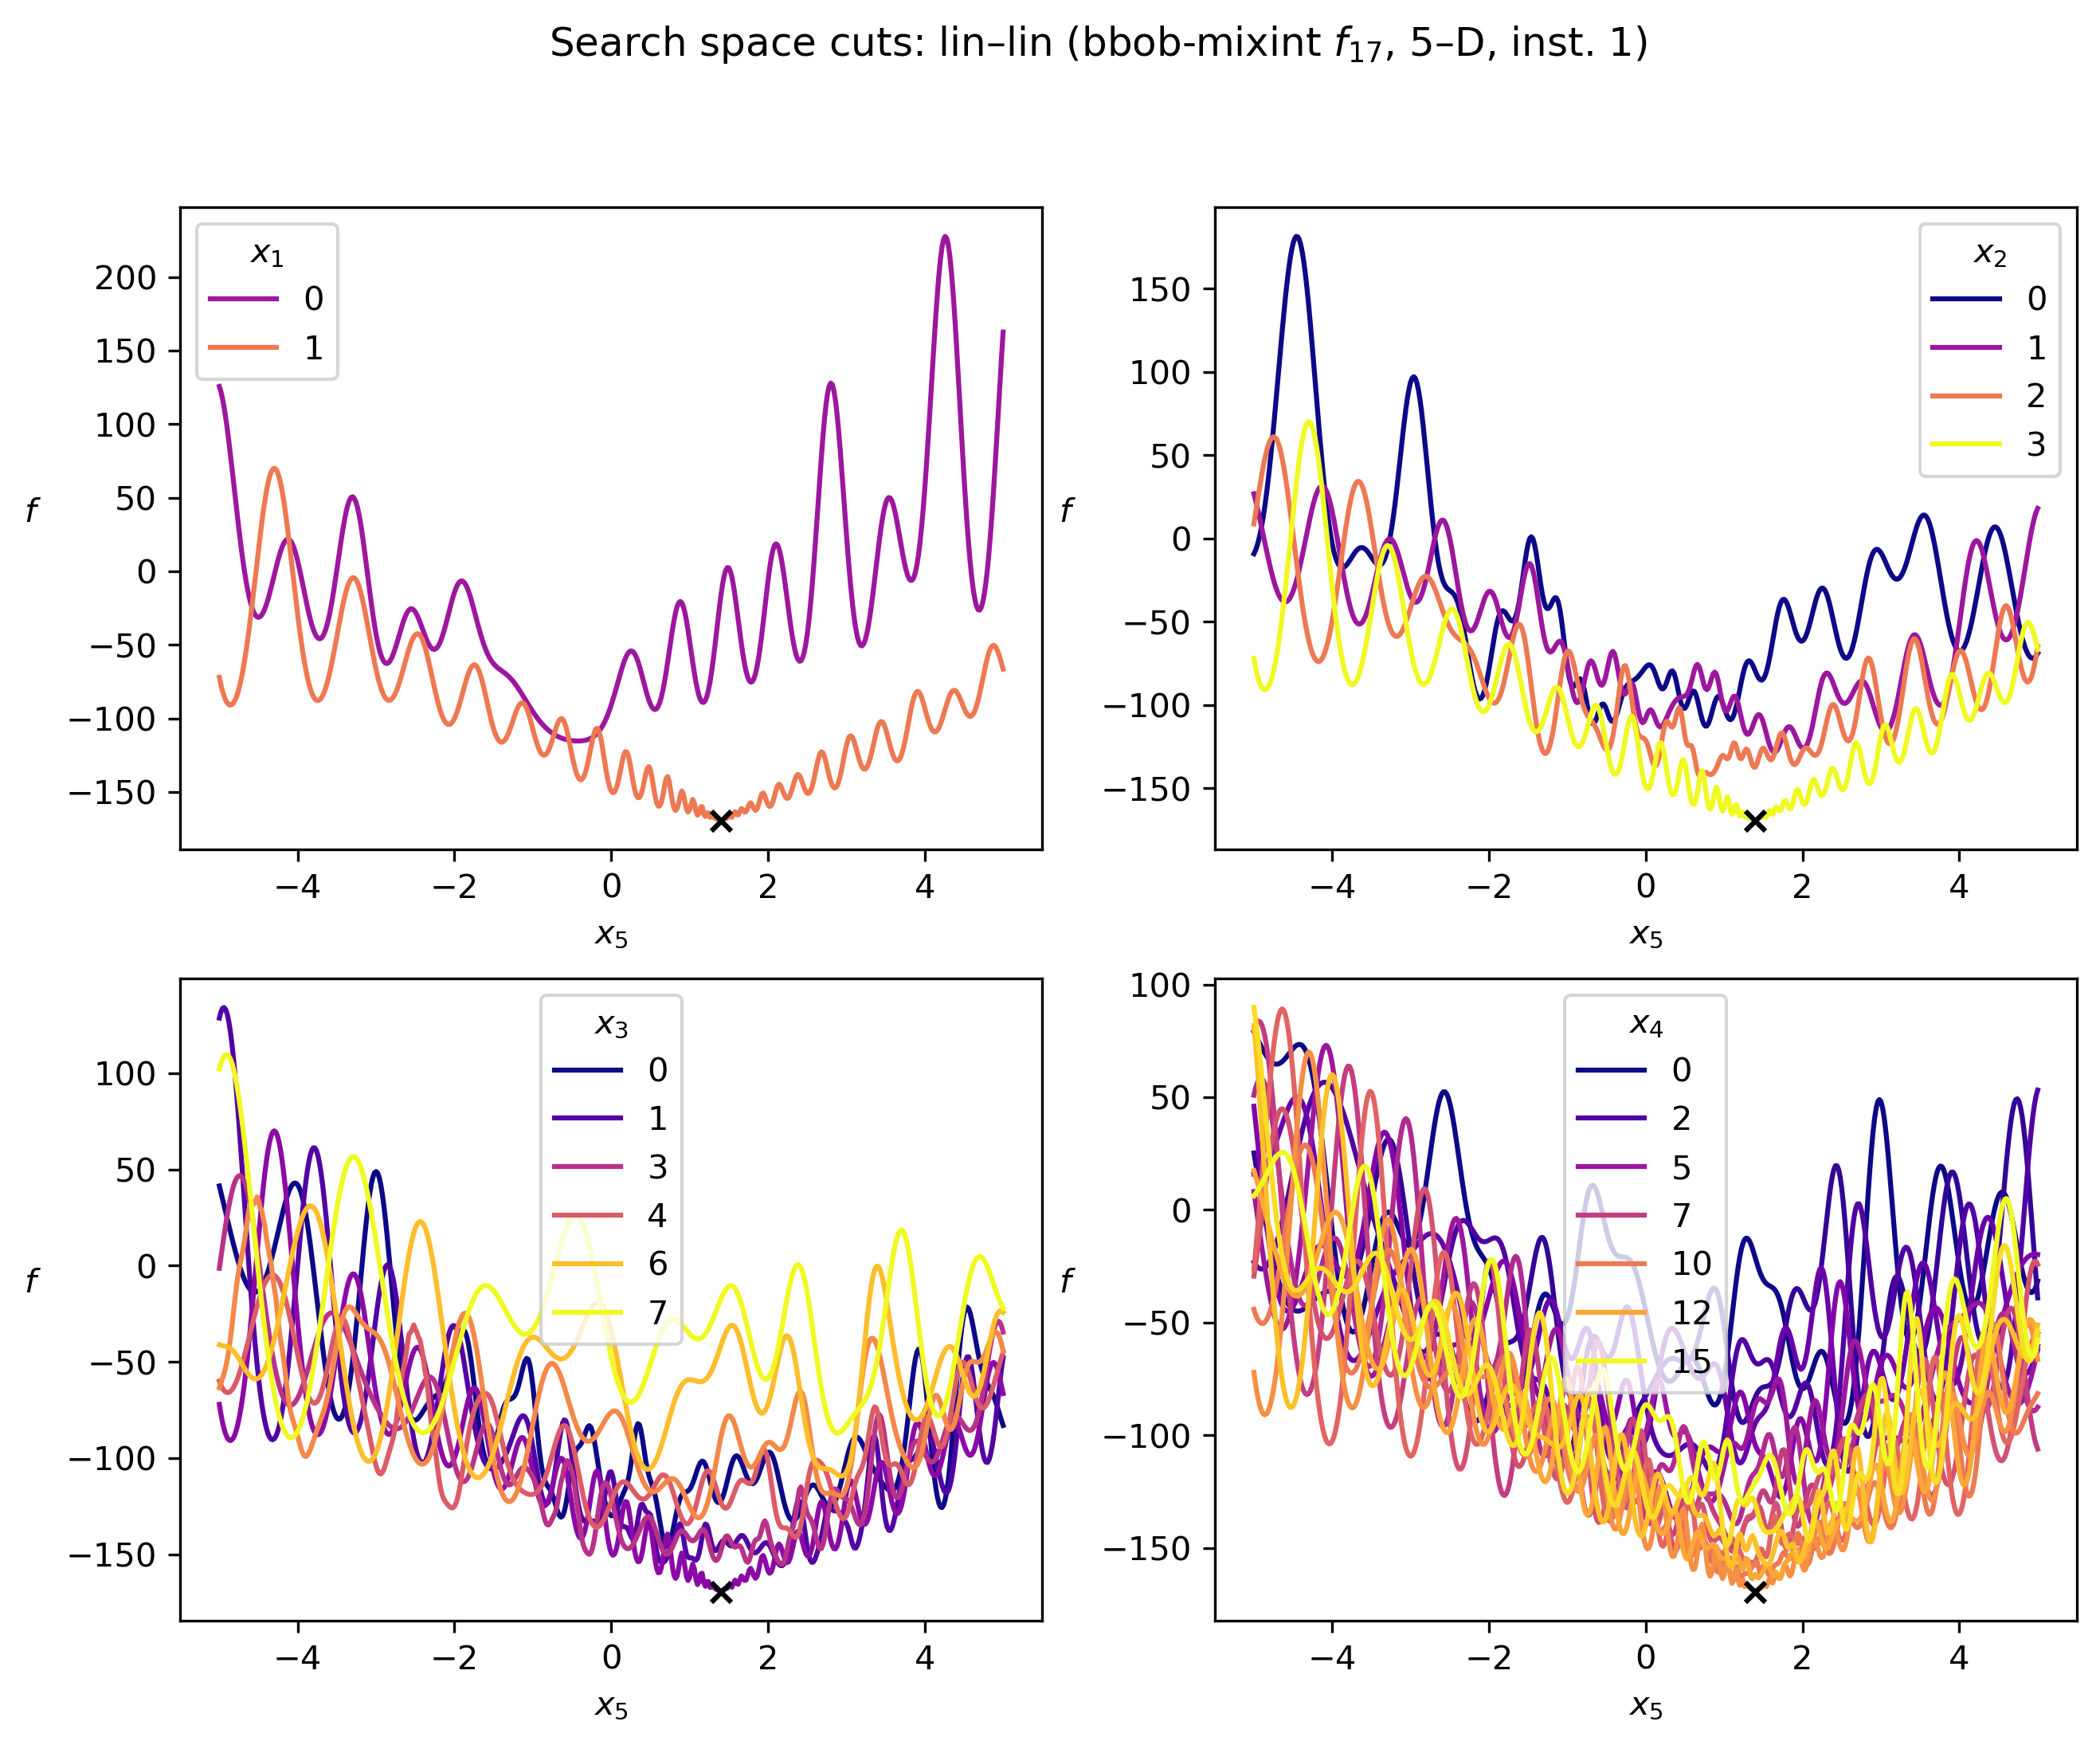 Search space cuts: lin–lin (bbob-mixint f₁₇, 5–D, inst. 1)
x₁
0
1
200
150
100
50
0
−50
−100
−150
f
−4 −2 0 2 4
x₅
x₂
0
1
2
3
150
100
50
0
−50
−100
−150
f
−4 −2 0 2 4
x₅
x₃
0
1
3
4
6
7
100
50
0
−50
−100
−150
f
−4 −2 0 2 4
x₅
x₄
0
2
5
7
10
12
15
100
50
0
−50
−100
−150
f
−4 −2 0 2 4
x₅